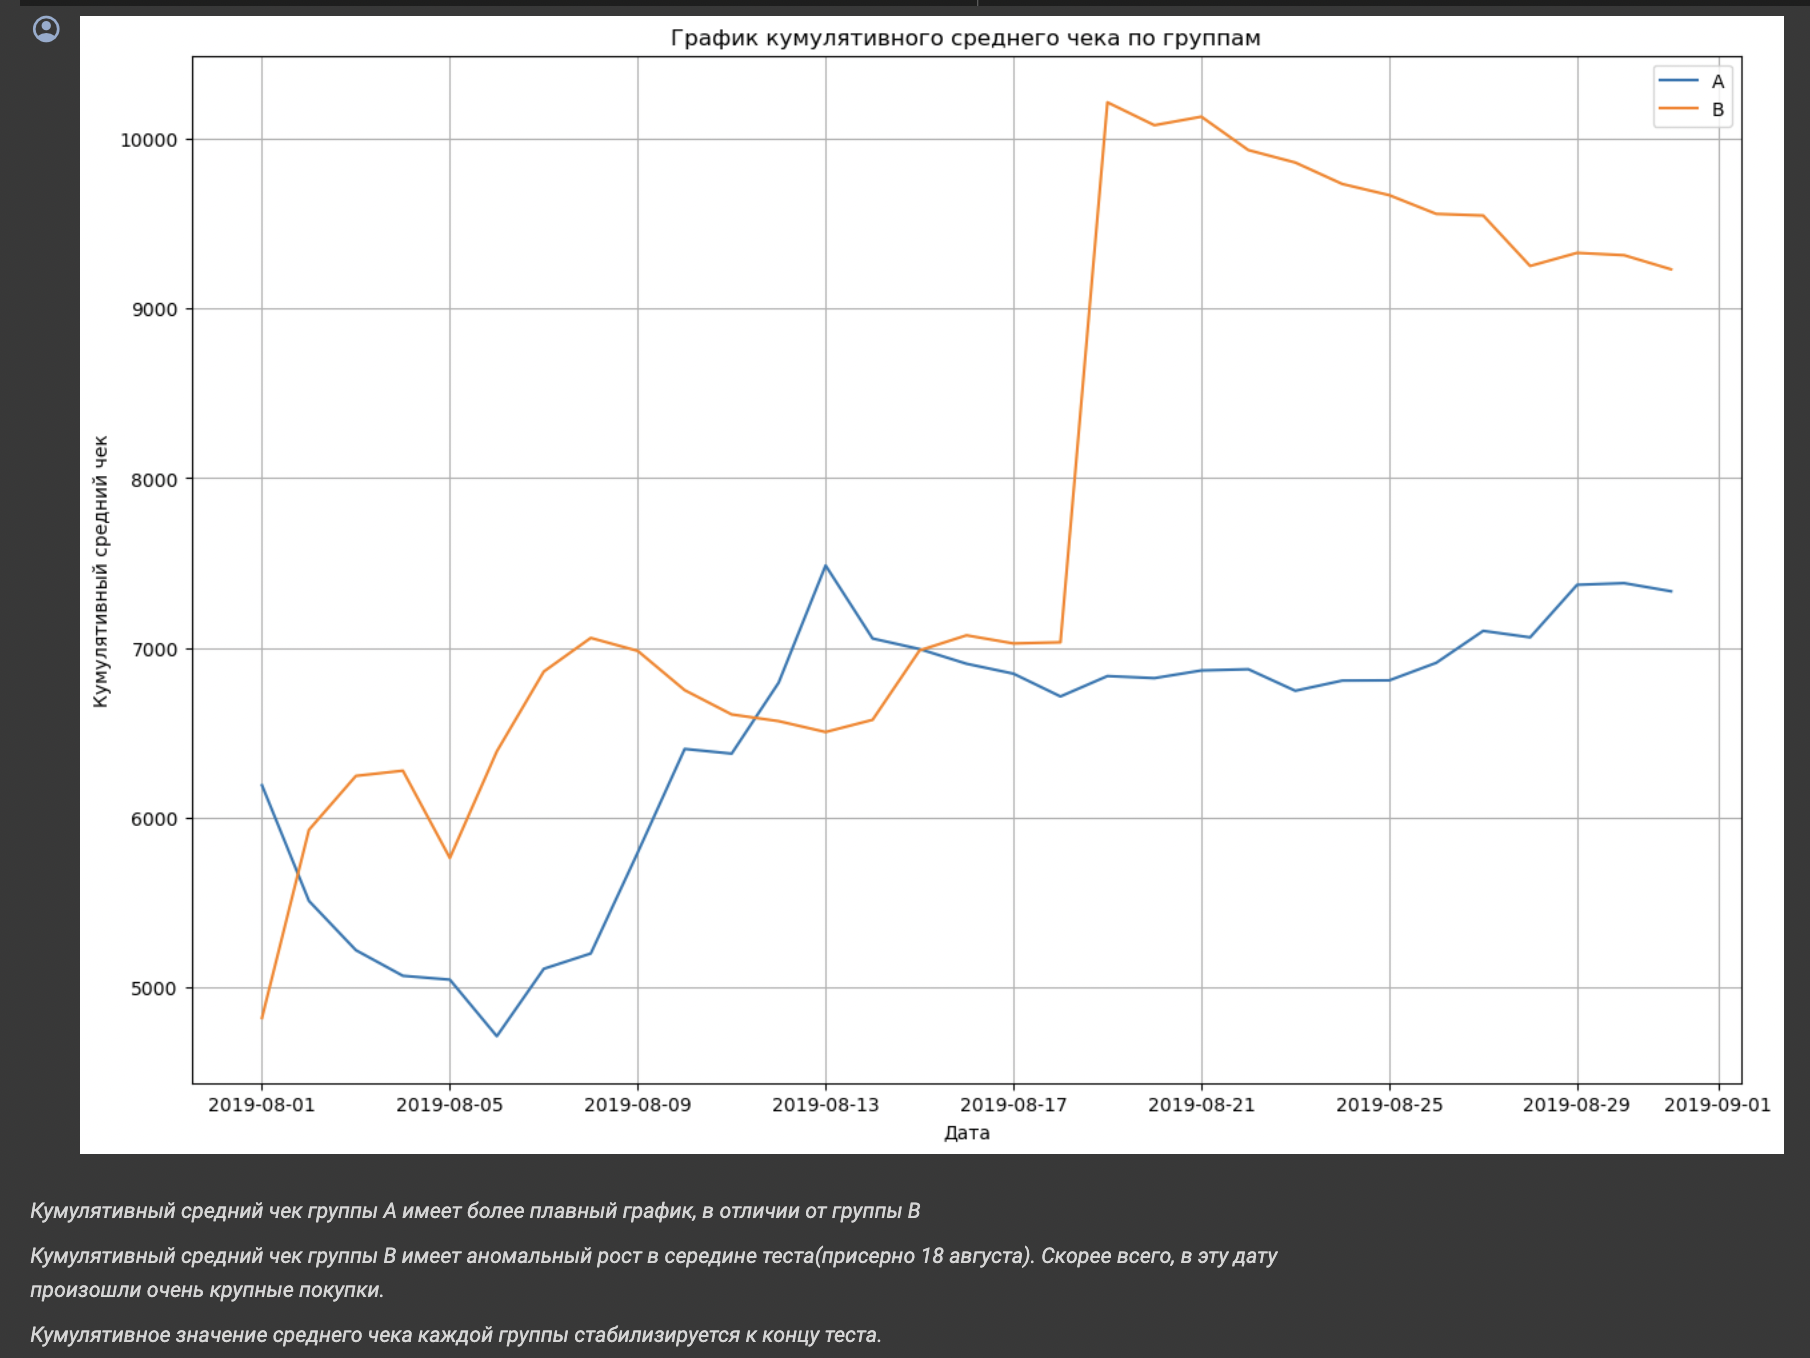 График кумулятивного среднего чека по группам
A
B
10000
9000
8000
7000
6000
5000
Кумулятивный средний чек
2019-08-01 2019-08-05 2019-08-09 2019-08-13 2019-08-17 2019-08-21 2019-08-25 2019-08-29 2019-09-01
Дата
Кумулятивный средний чек группы А имеет более плавный график, в отличии от группы В
Кумулятивный средний чек группы В имеет аномальный рост в середине теста(присерно 18 августа). Скорее всего, в эту дату
произошли очень крупные покупки.
Кумулятивное значение среднего чека каждой группы стабилизируется к концу теста.